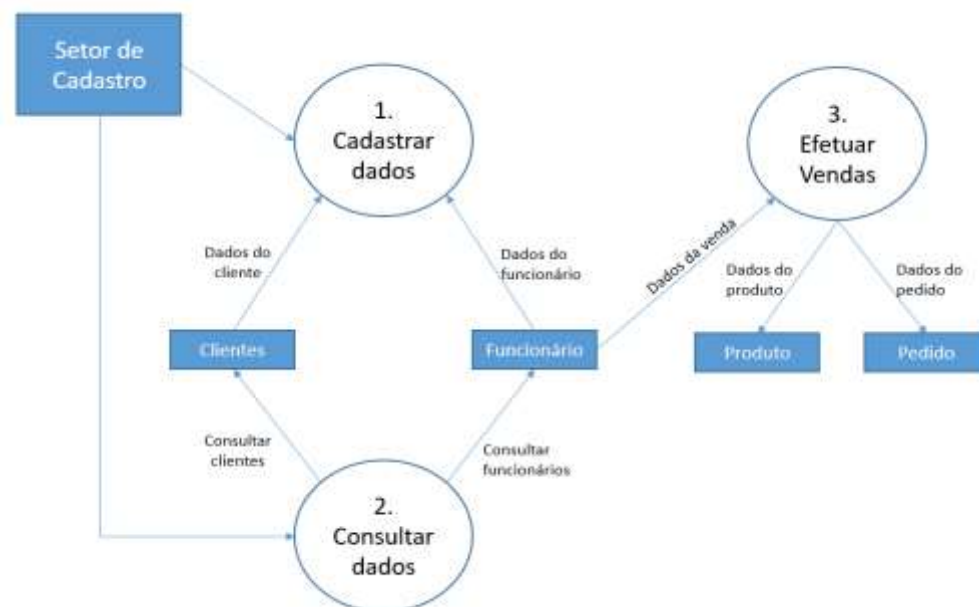 Setor de
Cadastro
1.
Cadastrar
dados
3.
Efetuar
Vendas
Dados do
cliente
Dados do
funcionário
Dados da venda
Dados do
produto
Dados do
pedido
Clientes
Funcionário
Produto
Pedido
Consultar
clientes
Consultar
funcionários
2.
Consultar
dados